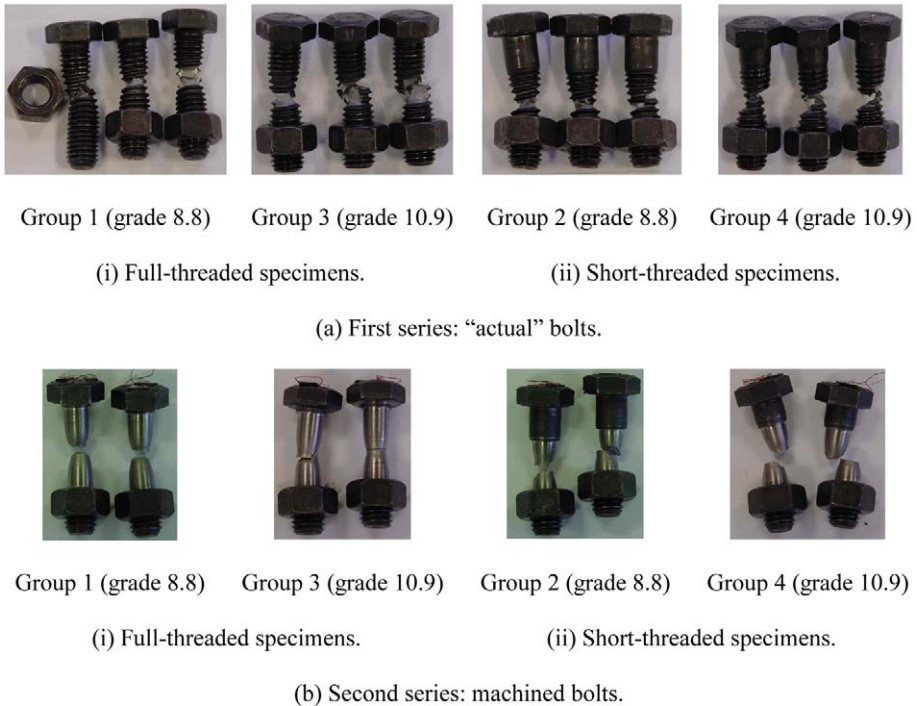 Group 1 (grade 8.8) Group 3 (grade 10.9) Group 2 (grade 8.8) Group 4 (grade 10.9)
(i) Full-threaded specimens. (ii) Short-threaded specimens.
(a) First series: “actual” bolts.
Group 1 (grade 8.8) Group 3 (grade 10.9) Group 2 (grade 8.8) Group 4 (grade 10.9)
(i) Full-threaded specimens. (ii) Short-threaded specimens.
(b) Second series: machined bolts.